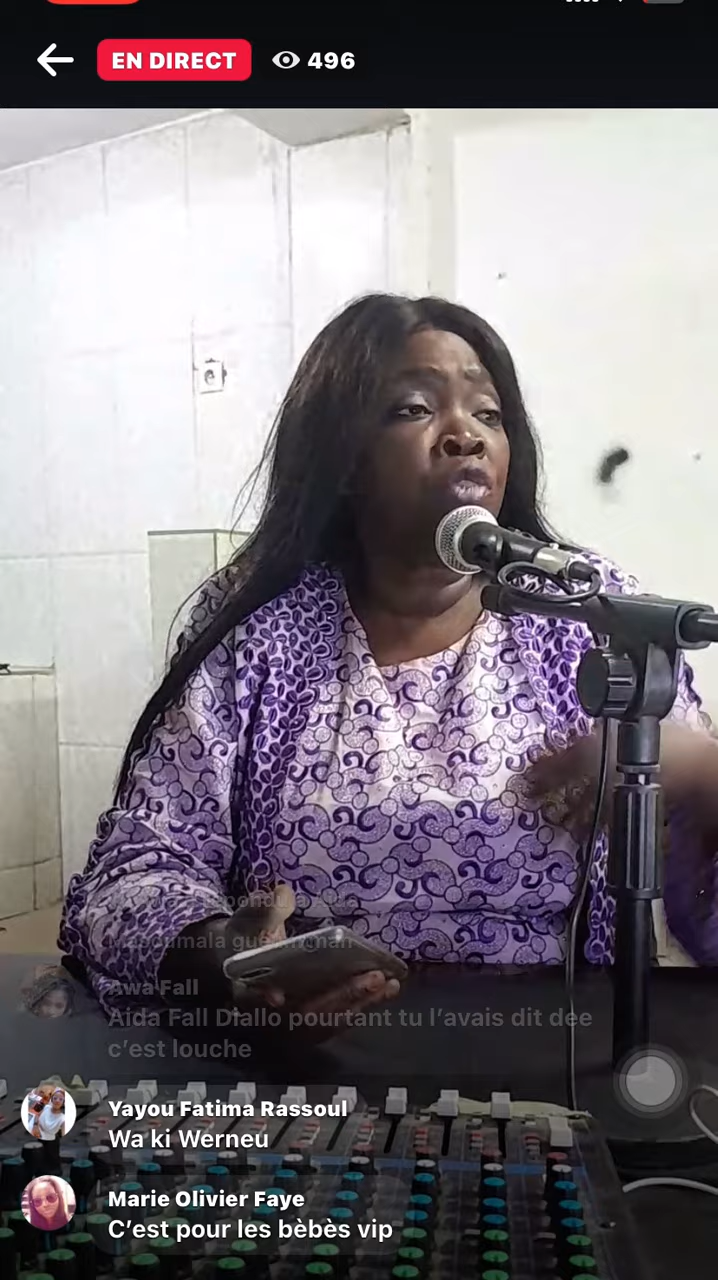 EN DIRECT
496
Awa Fall
Aida Fall Diallo pourtant tu l’avais dit dee
c’est louche
Yayou Fatima Rassoul
Wa ki Werneu
Marie Olivier Faye
C’est pour les bèbès vip